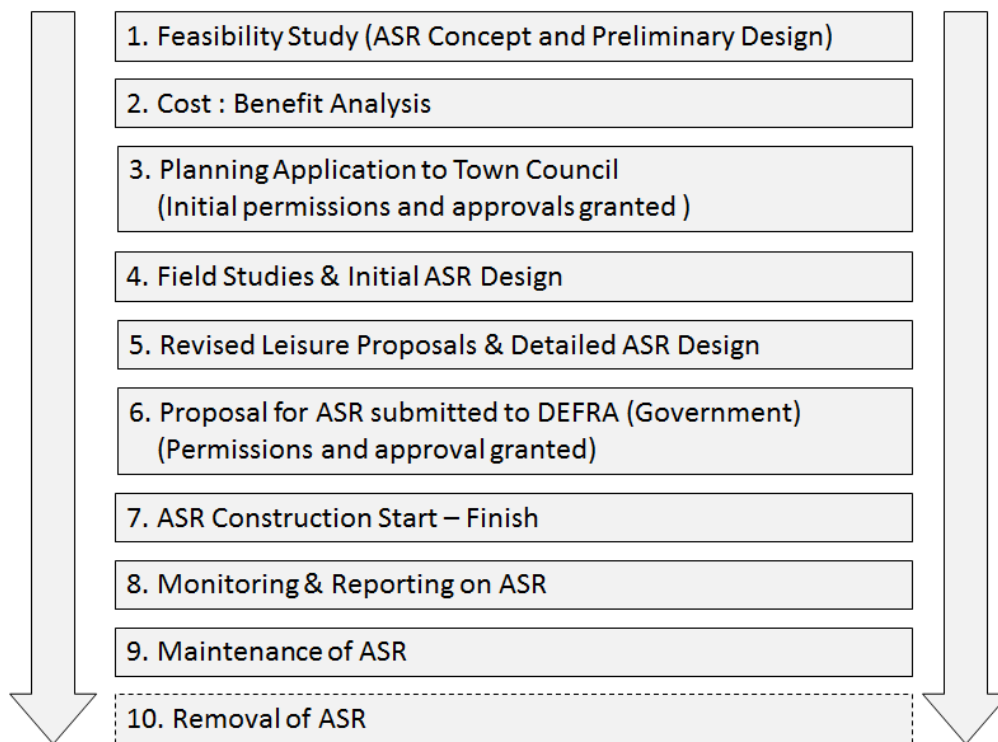 1. Feasibility Study (ASR Concept and Preliminary Design)
2. Cost : Benefit Analysis
3. Planning Application to Town Council
(Initial permissions and approvals granted )
4. Field Studies & Initial ASR Design
5. Revised Leisure Proposals & Detailed ASR Design
6. Proposal for ASR submitted to DEFRA (Government)
(Permissions and approval granted)
7. ASR Construction Start – Finish
8. Monitoring & Reporting on ASR
9. Maintenance of ASR
10. Removal of ASR